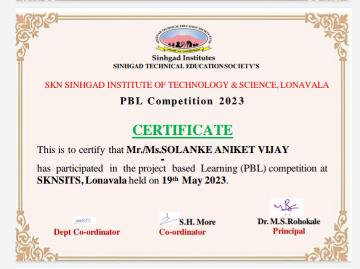 Sinhgad Institutes
SINHGAD TECHNICAL EDUCATION SOCIETY'S
SKN SINHGAD INSTITUTE OF TECHNOLOGY & SCIENCE, LONAVALA
PBL Competition 2023
CERTIFICATE
This is to certify that Mr./Ms.SOLANKE ANIKET VIJAY
has participated in the project based Learning (PBL) competition at
SKNSITS, Lonavala held on 19th May 2023.
S.H. More
Dr. M.S.Rohokale
Dept Co-ordinator
Co-ordinator
Principal